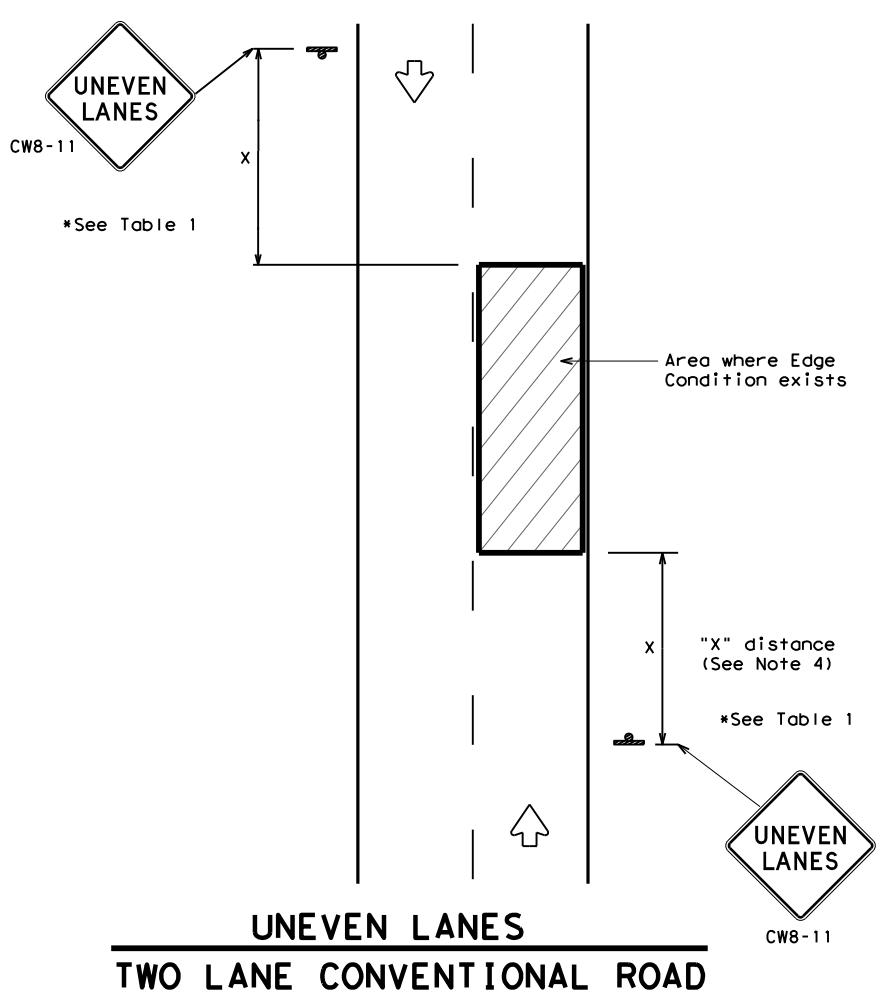 UNEVEN
LANES
CW8-11
X
*See Table 1
Area where Edge
Condition exists
X
"X" distance
(See Note 4)
*See Table 1
UNEVEN
LANES
CW8-11
UNEVEN LANES
TWO LANE CONVENTIONAL ROAD